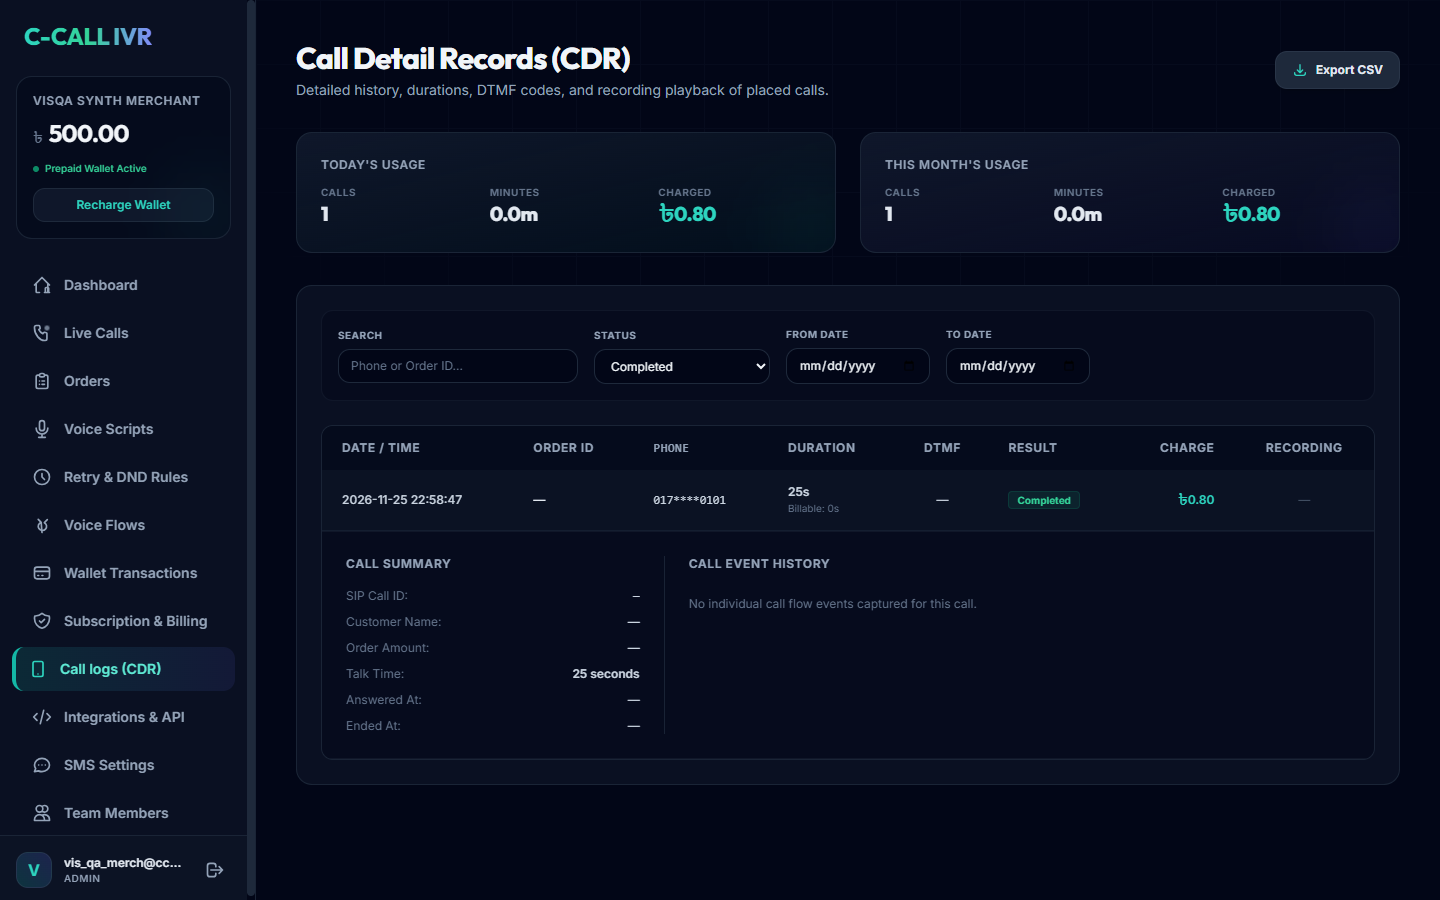 C-CALL IVR
VISQA SYNTH MERCHANT
৳ 500.00
Prepaid Wallet Active
Recharge Wallet
Dashboard
Live Calls
Orders
Voice Scripts
Retry & DND Rules
Voice Flows
Wallet Transactions
Subscription & Billing
Call logs (CDR)
Integrations & API
SMS Settings
Team Members
V
vis_qa_merch@cc...
ADMIN
Call Detail Records (CDR)
Detailed history, durations, DTMF codes, and recording playback of placed calls.
Export CSV
TODAY'S USAGE
CALLS MINUTES CHARGED
1 0.0m ৳0.80
THIS MONTH'S USAGE
CALLS MINUTES CHARGED
1 0.0m ৳0.80
SEARCH STATUS FROM DATE TO DATE
Phone or Order ID... Completed mm/dd/yyyy mm/dd/yyyy
DATE / TIME ORDER ID PHONE DURATION DTMF RESULT CHARGE RECORDING
2026-11-25 22:58:47 — 017****0101 25s — Completed ৳0.80 —
Billable: 0s
CALL SUMMARY
SIP Call ID: –
Customer Name: —
Order Amount: —
Talk Time: 25 seconds
Answered At: —
Ended At: —
CALL EVENT HISTORY
No individual call flow events captured for this call.